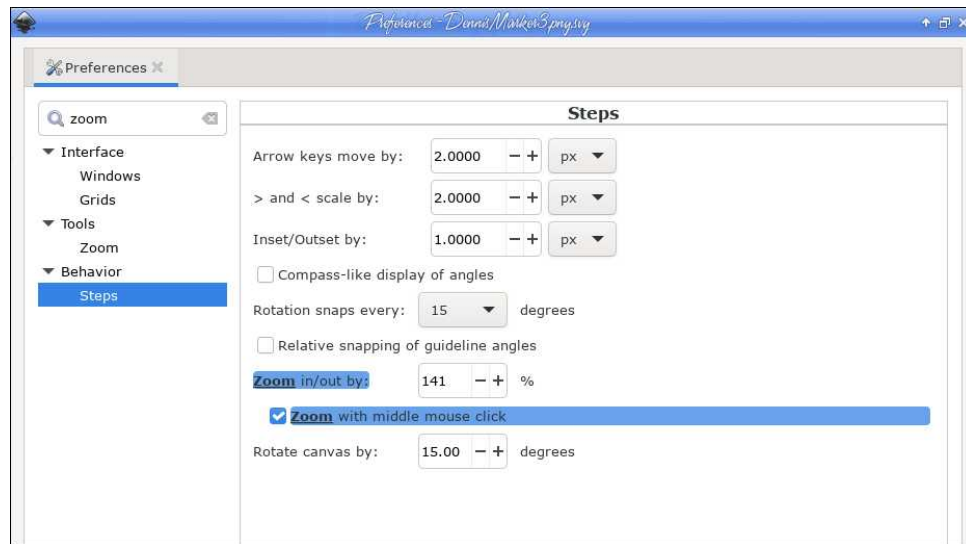 Preferences - DennisMarker3.png.svg
Preferences
zoom
Interface
Windows
Grids
Tools
Zoom
Behavior
Steps
Steps
Arrow keys move by: 2.0000 px
> and < scale by: 2.0000 px
Inset/Outset by: 1.0000 px
Compass-like display of angles
Rotation snaps every: 15 degrees
Relative snapping of guideline angles
Zoom in/out by: 141 %
Zoom with middle mouse click
Rotate canvas by: 15.00 degrees